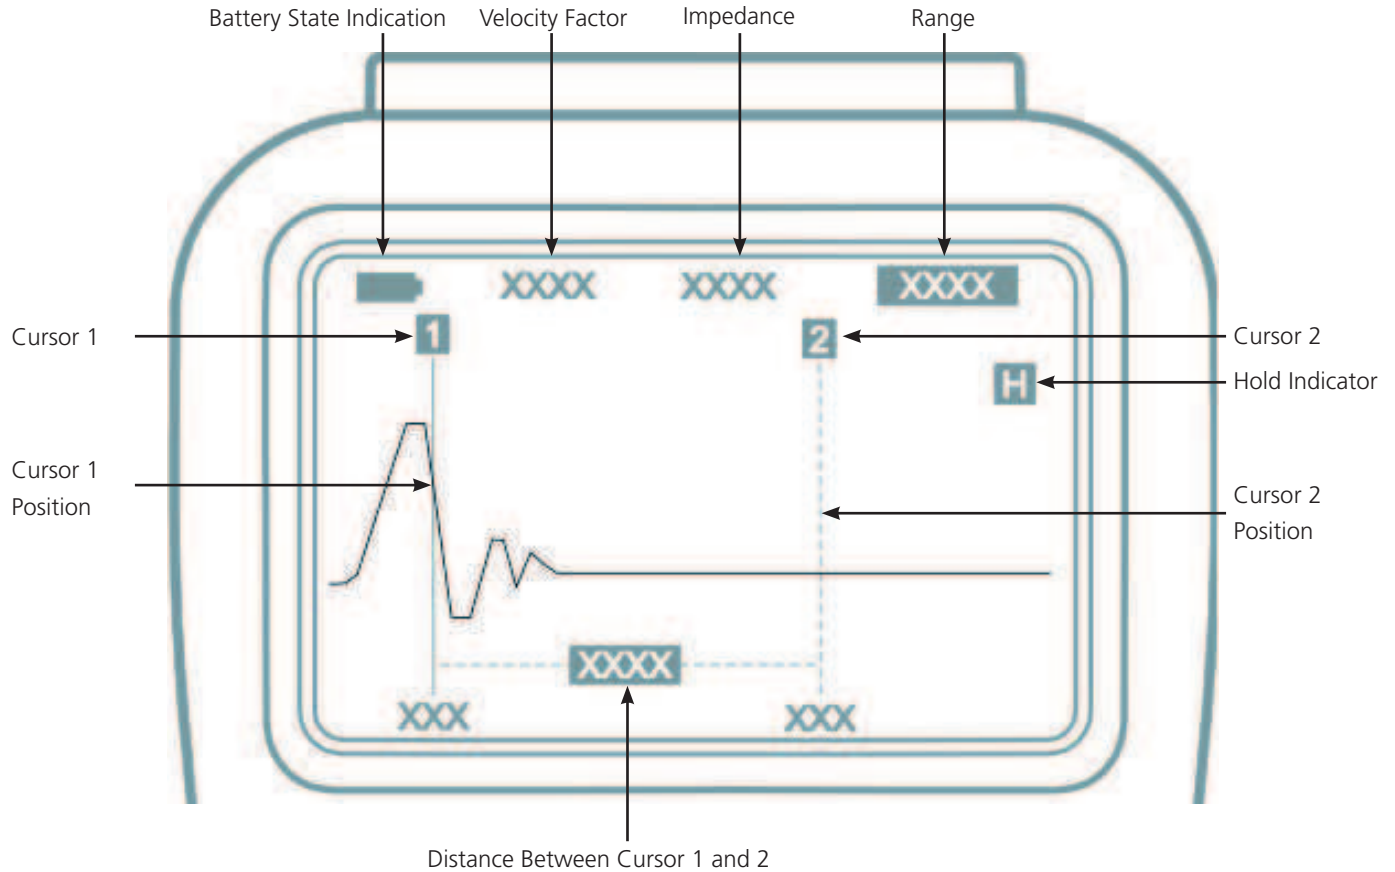 Battery State Indication Velocity Factor Impedance Range
XXXX XXXX XXXX
Cursor 1 1 2 Cursor 2
H Hold Indicator
Cursor 1
Position
Cursor 2
Position
XXXX
XXX XXX
Distance Between Cursor 1 and 2